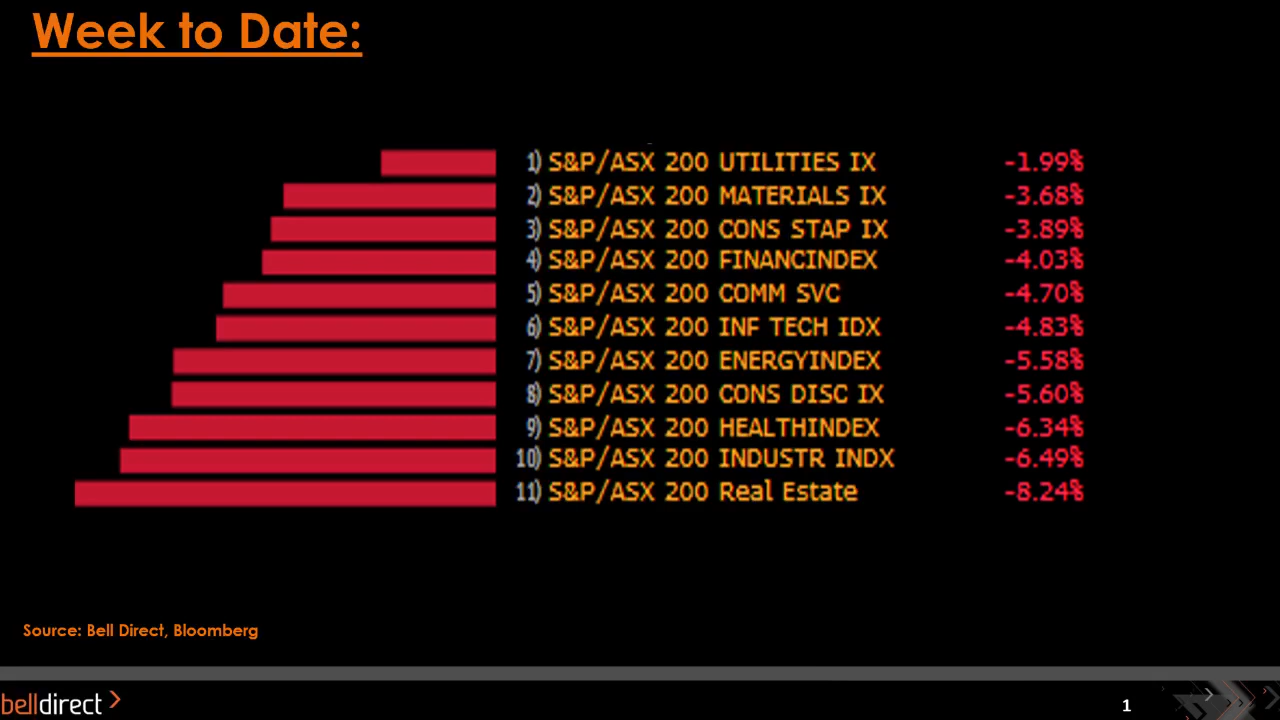 Week to Date:
1) S&P/ASX 200 UTILITIES IX -1.99%
2) S&P/ASX 200 MATERIALS IX -3.68%
3) S&P/ASX 200 CONS STAP IX -3.89%
4) S&P/ASX 200 FINANCINDEX -4.03%
5) S&P/ASX 200 COMM SVC -4.70%
6) S&P/ASX 200 INF TECH IDX -4.83%
7) S&P/ASX 200 ENERGYINDEX -5.58%
8) S&P/ASX 200 CONS DISC IX -5.60%
9) S&P/ASX 200 HEALTHINDEX -6.34%
10) S&P/ASX 200 INDUSTR INDX -6.49%
11) S&P/ASX 200 Real Estate -8.24%
Source: Bell Direct, Bloomberg
belldirect
1